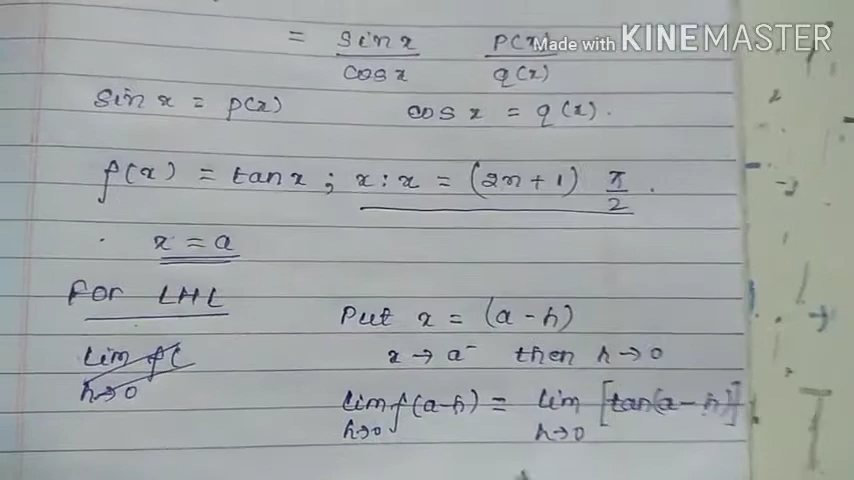 = sin x / cos x   P(x) / q(x)
Made with KINEMASTER
sin x = p(x)   cos x = q(x).
f(x) = tan x ; x : x = (2n + 1) π/2 .
x = a
For LHL
Put x = (a - h)
x → a⁻ then h → 0
lim f(
h→0
lim f(a-h) = lim [tan(a - h)]
h→0   h→0